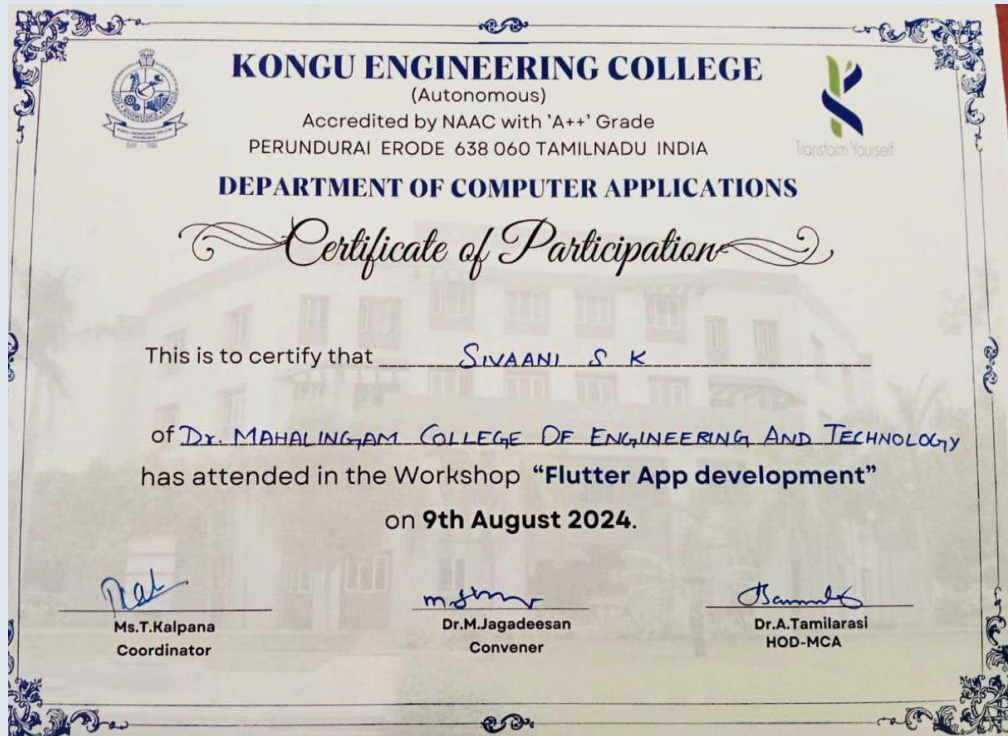 KONGU ENGINEERING COLLEGE
(Autonomous)
Accredited by NAAC with 'A++' Grade
PERUNDURAI ERODE 638 060 TAMILNADU INDIA
Transform Yourself
DEPARTMENT OF COMPUTER APPLICATIONS
Certificate of Participation
This is to certify that SIVAANI S K
of Dr. MAHALINGAM COLLEGE OF ENGINEERING AND TECHNOLOGY
has attended in the Workshop “Flutter App development”
on 9th August 2024.
Ms.T.Kalpana
Coordinator
Dr.M.Jagadeesan
Convener
Dr.A.Tamilarasi
HOD-MCA